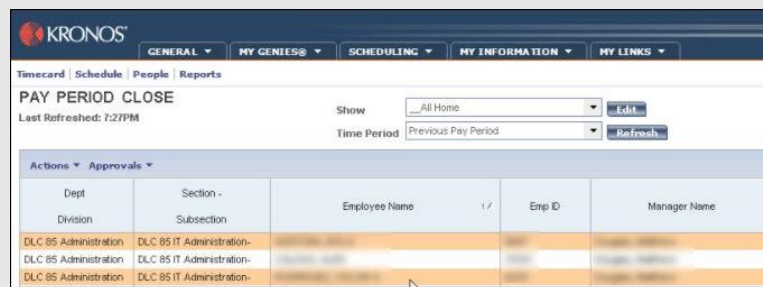 KRONOS®
GENERAL MY GENIES® SCHEDULING MY INFORMATION MY LINKS
Timecard | Schedule | People | Reports
PAY PERIOD CLOSE
Last Refreshed: 7:27PM
Show __All Home Edit
Time Period Previous Pay Period Refresh
Actions Approvals
Dept Division Section - Subsection Employee Name 1 / Emp ID Manager Name
DLC 85 Administration DLC 85 IT Administration-
DLC 85 Administration DLC 85 IT Administration-
DLC 85 Administration DLC 85 IT Administration-